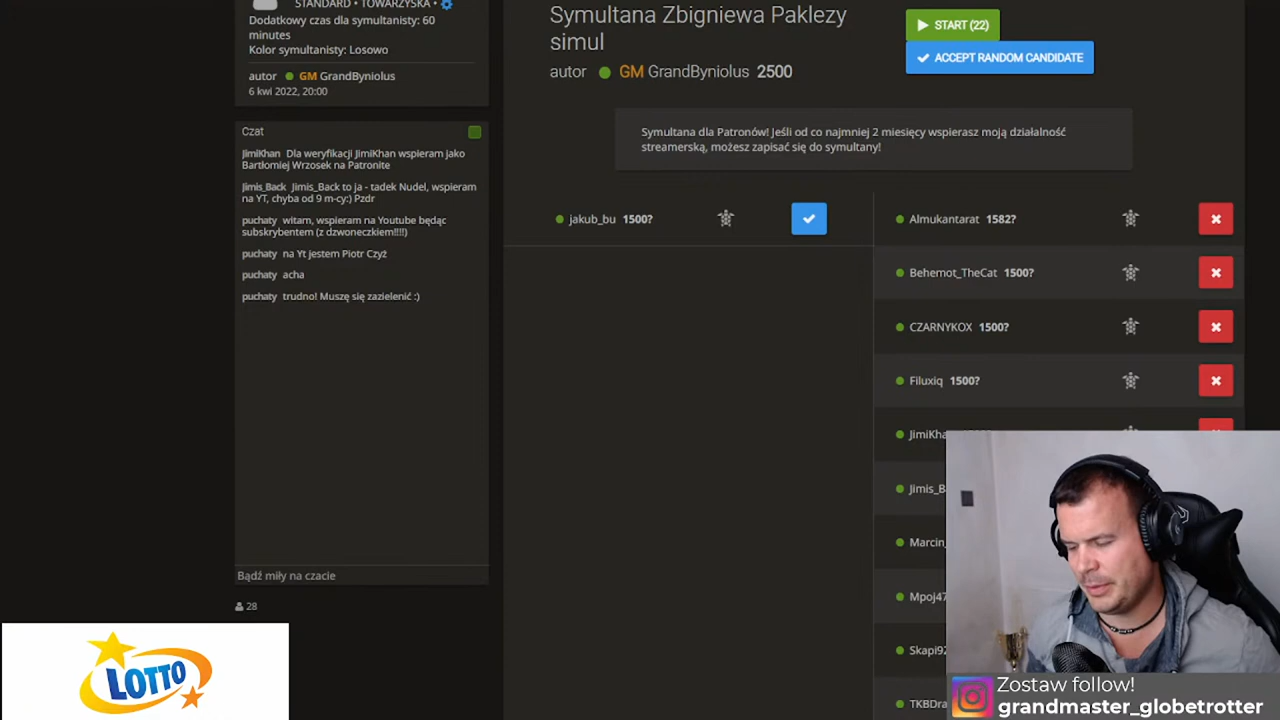 STANDARD • TOWARZYSKA •
Dodatkowy czas dla symultanisty: 60
minutes
Kolor symultanisty: Losowo
autor GM GrandByniolus
6 kwi 2022, 20:00
Czat
JimiKhan Dla weryfikacji JimiKhan wspieram jako
Bartłomiej Wrzosek na Patronite
Jimis_Back Jimis_Back to ja - tadek Nudel, wspieram
na YT, chyba od 9 m-cy:) Pzdr
puchaty witam, wspieram na Youtube będąc
subskrybentem (z dzwoneczkiem!!!!)
puchaty na Yt jestem Piotr Czyż
puchaty acha
puchaty trudno! Muszę się zazielenić :)
Bądź miły na czacie
28
Symultana Zbigniewa Paklezy
simul
autor GM GrandByniolus 2500
START (22)
ACCEPT RANDOM CANDIDATE
Symultana dla Patronów! Jeśli od co najmniej 2 miesięcy wspierasz moją działalność
streamerską, możesz zapisać się do symultany!
jakub_bu 1500?
Almukantarat 1582?
Behemot_TheCat 1500?
CZARNYKOX 1500?
Filuxiq 1500?
JimiKha
Jimis_B
Marcin_
Mpoj47
Skapi92
TKBDra
LOTTO
Zostaw follow!
grandmaster_globetrotter